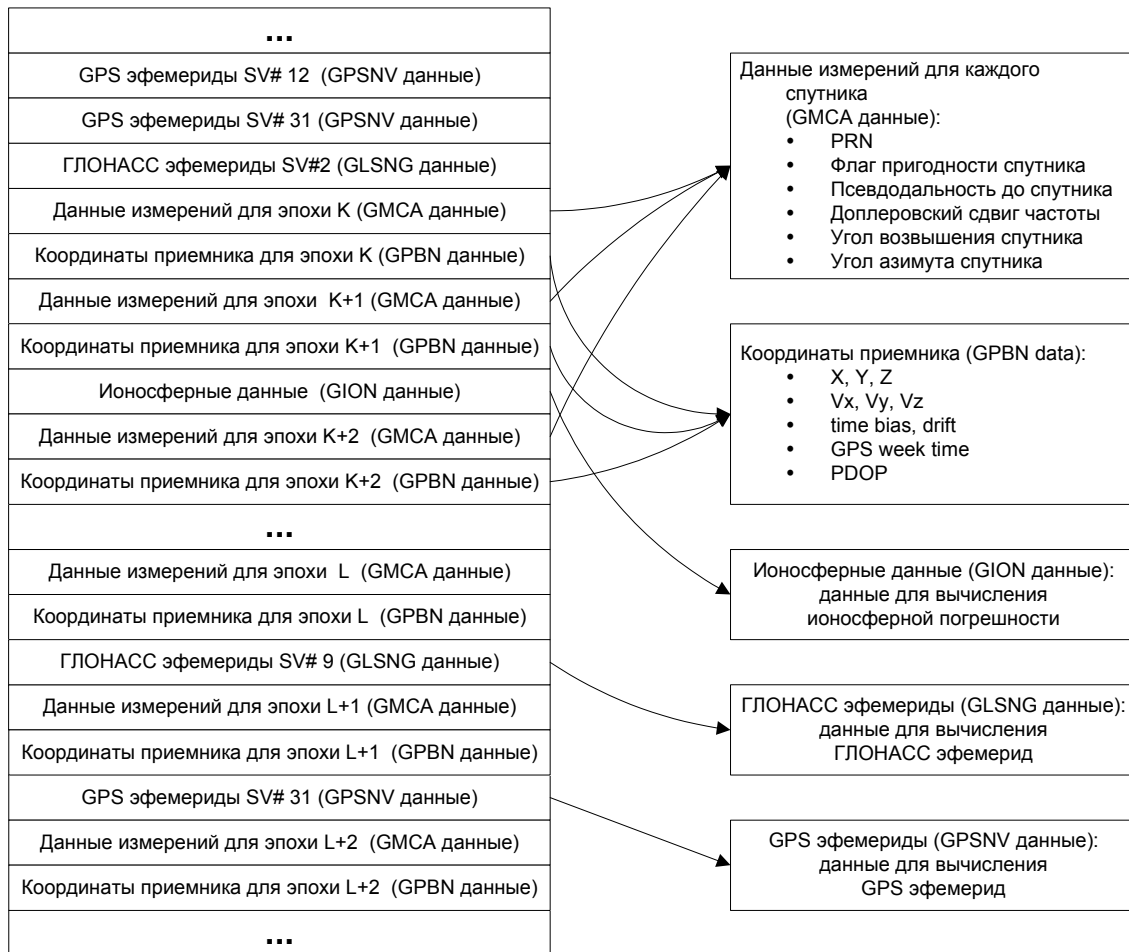 ...
GPS эфемериды SV# 12 (GPSNV данные)
GPS эфемериды SV# 31 (GPSNV данные)
ГЛОНАСС эфемериды SV#2 (GLSNG данные)
Данные измерений для эпохи K (GMCA данные)
Координаты приемника для эпохи K (GPBN данные)
Данные измерений для эпохи K+1 (GMCA данные)
Координаты приемника для эпохи K+1 (GPBN данные)
Ионосферные данные (GION данные)
Данные измерений для эпохи K+2 (GMCA данные)
Координаты приемника для эпохи K+2 (GPBN данные)
...
Данные измерений для эпохи L (GMCA данные)
Координаты приемника для эпохи L (GPBN данные)
ГЛОНАСС эфемериды SV# 9 (GLSNG данные)
Данные измерений для эпохи L+1 (GMCA данные)
Координаты приемника для эпохи L+1 (GPBN данные)
GPS эфемериды SV# 31 (GPSNV данные)
Данные измерений для эпохи L+2 (GMCA данные)
Координаты приемника для эпохи L+2 (GPBN данные)
...
Данные измерений для каждого
спутника
(GMCA данные):
• PRN
• Флаг пригодности спутника
• Псевдодальность до спутника
• Доплеровский сдвиг частоты
• Угол возвышения спутника
• Угол азимута спутника
Координаты приемника (GPBN data):
• X, Y, Z
• Vx, Vy, Vz
• time bias, drift
• GPS week time
• PDOP
Ионосферные данные (GION данные):
данные для вычисления
ионосферной погрешности
ГЛОНАСС эфемериды (GLSNG данные):
данные для вычисления
ГЛОНАСС эфемерид
GPS эфемериды (GPSNV данные):
данные для вычисления
GPS эфемерид